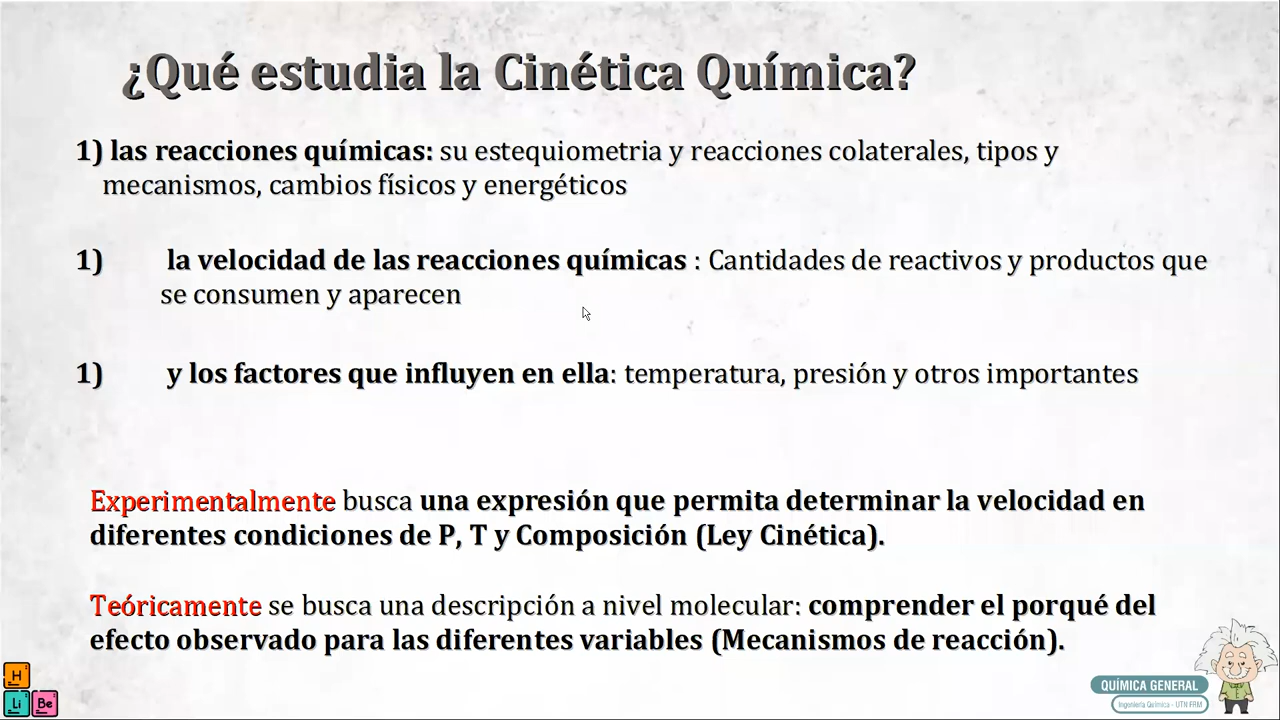 ¿Qué estudia la Cinética Química?
1) las reacciones químicas: su estequiometria y reacciones colaterales, tipos y
mecanismos, cambios físicos y energéticos
1) la velocidad de las reacciones químicas : Cantidades de reactivos y productos que
se consumen y aparecen
1) y los factores que influyen en ella: temperatura, presión y otros importantes
Experimentalmente busca una expresión que permita determinar la velocidad en
diferentes condiciones de P, T y Composición (Ley Cinética).
Teóricamente se busca una descripción a nivel molecular: comprender el porqué del
efecto observado para las diferentes variables (Mecanismos de reacción).
H
Li Be
QUÍMICA GENERAL
Ingeniería Química - UTN FRM